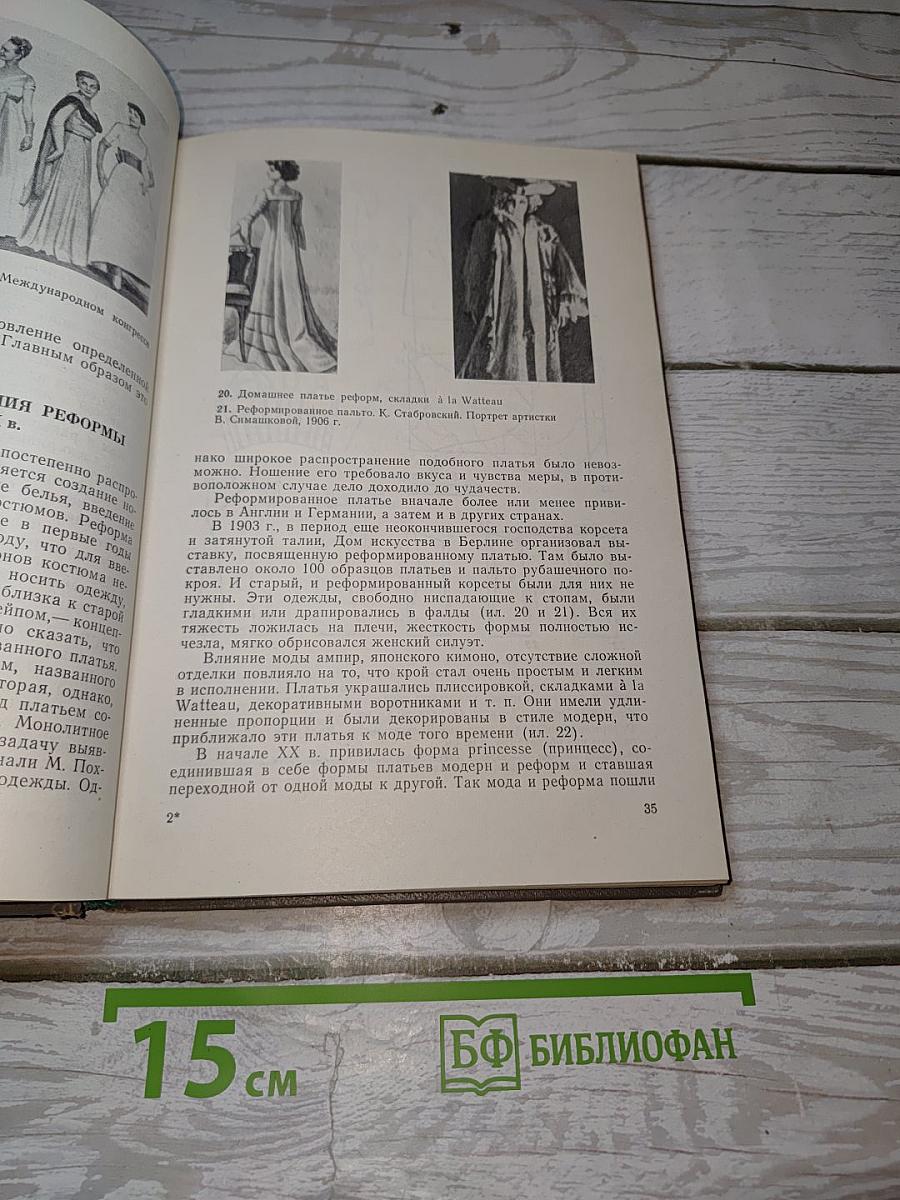 Международном конгрессе
овление определенной
Главным образом это
ИЯ РЕФОРМЫ
в.
постепенно распро-
яется создание но-
е белья, введение
костюмов. Реформа
е в первые годы
оду, что для вве-
онов костюма не-
носить одежду,
близка к старой
ейпом,— концеп-
но сказать, что
ванного платья.
м, названного
торая, однако,
д платьем со-
Монолитное
задачу выяв-
нали М. Пох-
одежды. Од-
20. Домашнее платье реформ, складки à la Watteau
21. Реформированное пальто. К. Стабровский. Портрет артистки
В. Симашковой, 1906 г.
нако широкое распространение подобного платья было невоз-
можно. Ношение его требовало вкуса и чувства меры, в проти-
воположном случае дело доходило до чудачеств.
Реформированное платье вначале более или менее приви-
лось в Англии и Германии, а затем и в других странах.
В 1903 г., в период еще неокончившегося господства корсета
и затянутой талии, Дом искусства в Берлине организовал вы-
ставку, посвященную реформированному платью. Там было вы-
ставлено около 100 образцов платьев и пальто рубашечного по-
кроя. И старый, и реформированный корсеты были для них не
нужны. Эти одежды, свободно ниспадающие к стопам, были
гладкими или драпировались в фалды (ил. 20 и 21). Вся их
тяжесть ложилась на плечи, жесткость формы полностью ис-
чезла, мягко обрисовался женский силуэт.
Влияние моды ампир, японского кимоно, отсутствие сложной
отделки повлияло на то, что крой стал очень простым и легким
в исполнении. Платья украшались плиссировкой, складками à la
Watteau, декоративными воротниками и т. п. Они имели удли-
ненные пропорции и были декорированы в стиле модерн, что
приближало эти платья к моде того времени (ил. 22).
В начале XX в. привилась форма princesse (принцесс), со-
единившая в себе формы платьев модерн и реформ и ставшая
переходной от одной моды к другой. Так мода и реформа пошли
2*
35
15 см
БФ БИБЛИОФАН